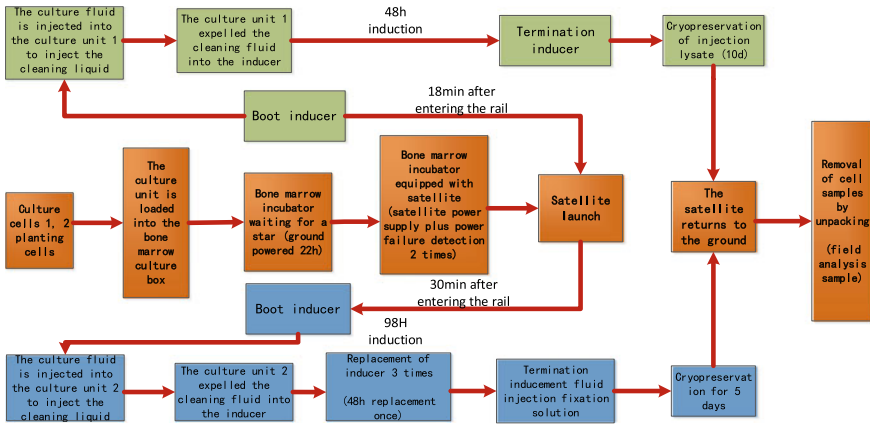 The culture fluid
is injected into
the culture unit 1
to inject the
cleaning liquid
The culture unit 1
expelled the
cleaning fluid
into the inducer
48h
induction
Termination
inducer
Cryopreservation
of injection
lysate (10d)
Boot inducer
18min after
entering the rail
Culture
cells 1, 2
planting
cells
The
culture
unit is
loaded
into the
bone
marrow
culture
box
Bone marrow
incubator
waiting for a
star (ground
powered 22h)
Bone marrow
incubator
equipped with
satellite
(satellite power
supply plus power
failure detection
2 times)
Satellite
launch
The
satellite
returns to
the ground
Removal
of cell
samples
by
unpacking
(field
analysis
sample)
Boot inducer
30min after
entering the rail
98H
induction
The culture fluid
is injected into
the culture unit 2
to inject the
cleaning liquid
The culture unit 2
expelled the
cleaning fluid
into the inducer
Replacement of
inducer 3 times
(48h replacement
once)
Termination
inducement fluid
injection fixation
solution
Cryopreservat
ion for 5
days